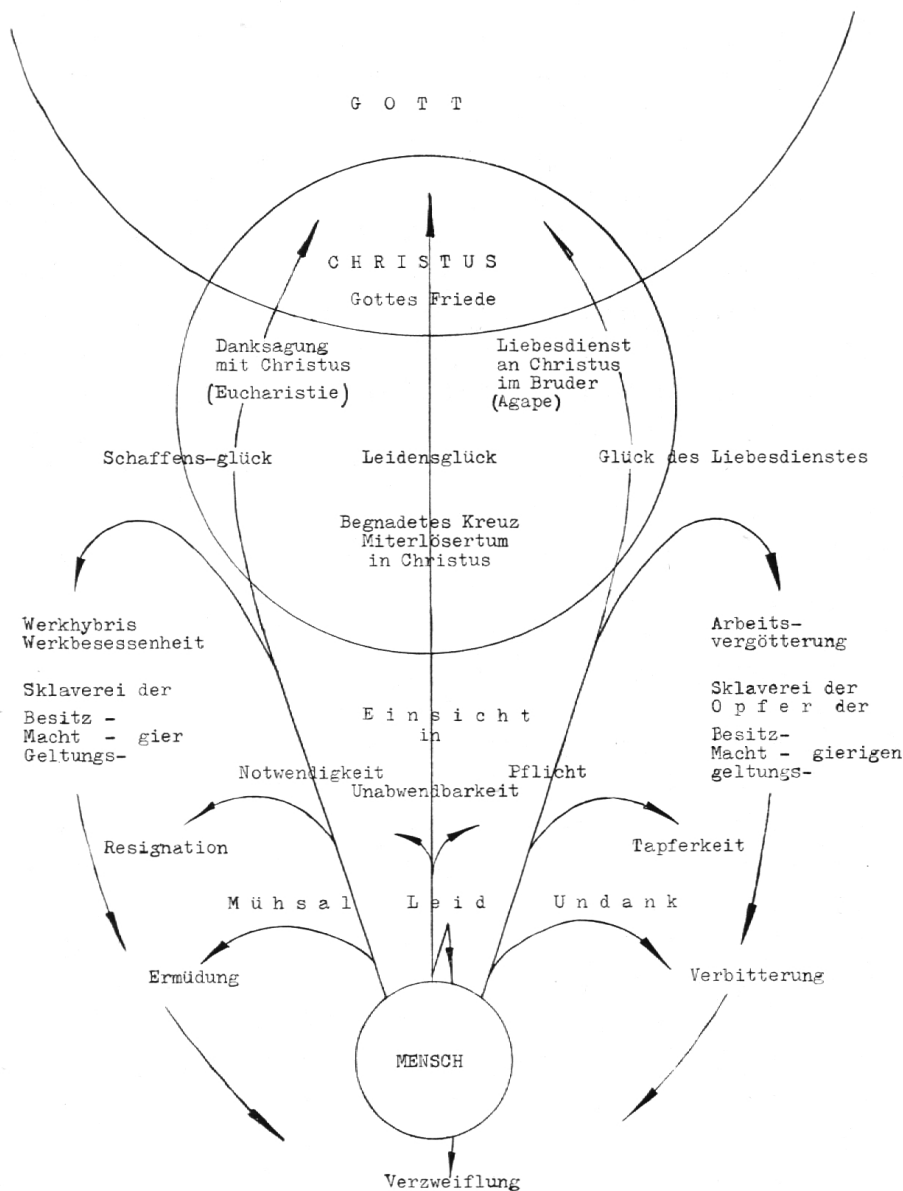 G O T T
C H R I S T U S
Gottes Friede
Danksagung
mit Christus
(Eucharistie)
Liebesdienst
an Christus
im Bruder
(Agape)
Schaffens-glück
Leidensglück
Glück des Liebesdienstes
Begnadetes Kreuz
Miterlösertum
in Christus
Werkhybris
Werkbesessenheit
Sklaverei der
Besitz -
Macht - gier
Geltungs-
Arbeits-
vergötterung
Sklaverei der
O p f e r der
Besitz-
Macht - gierigen
geltungs-
E i n s i c h t
in
Notwendigkeit
Unabwendbarkeit
Pflicht
Resignation
Tapferkeit
M ü h s a l
L e i d
U n d a n k
Ermüdung
Verbitterung
MENSCH
Verzweiflung